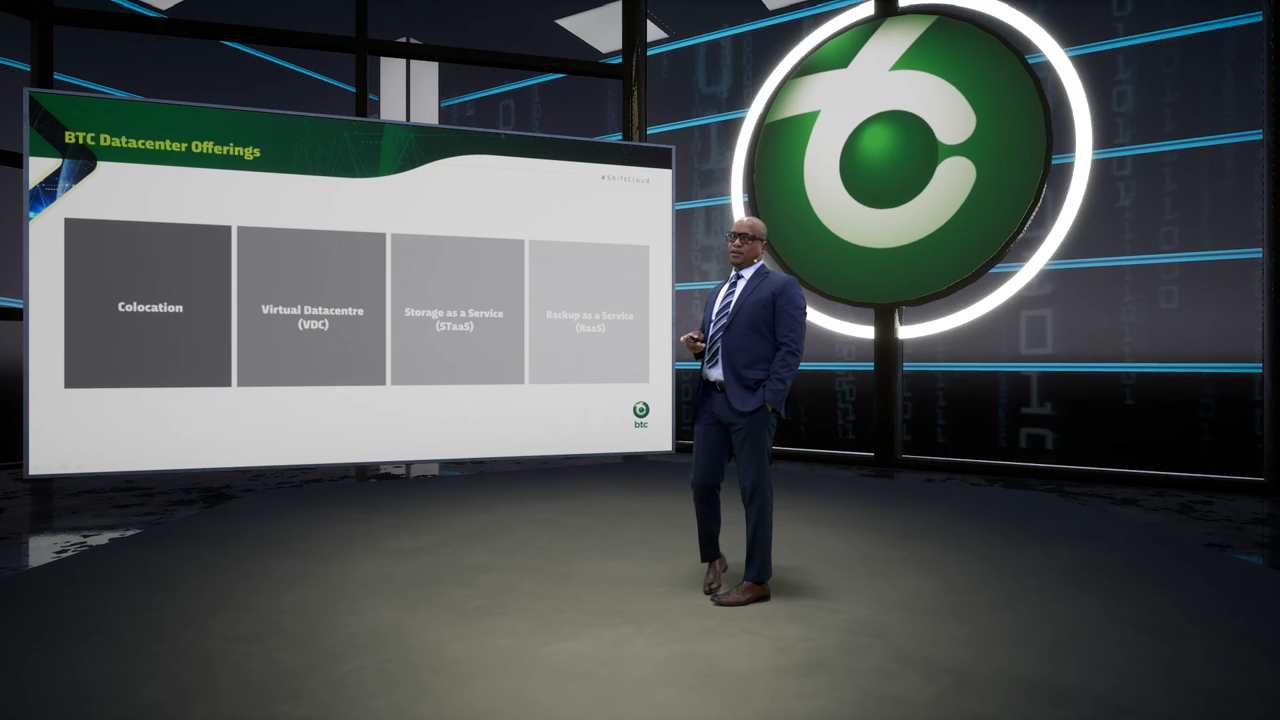 BTC Datacenter Offerings
#ShiftCloud
Colocation
Virtual Datacentre
(VDC)
Storage as a Service
(STaaS)
Backup as a Service
(BaaS)
btc